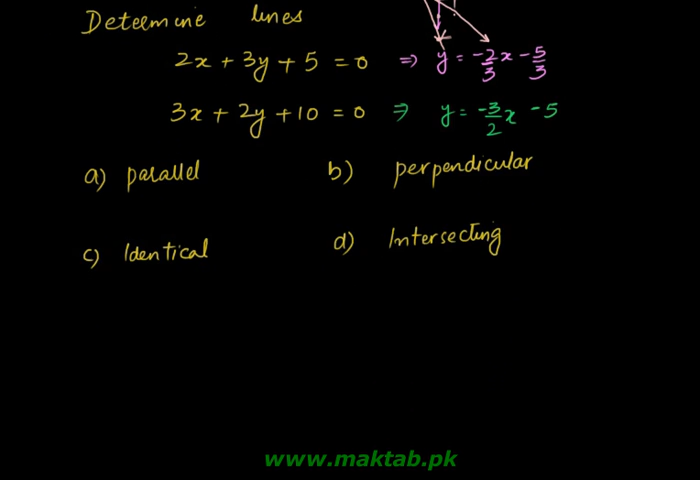 Determine lines
2x + 3y + 5 = 0 ⇒ y = -2/3 x - 5/3
3x + 2y + 10 = 0 ⇒ y = -3/2 x - 5
a) parallel b) perpendicular
c) Identical d) Intersecting
www.maktab.pk